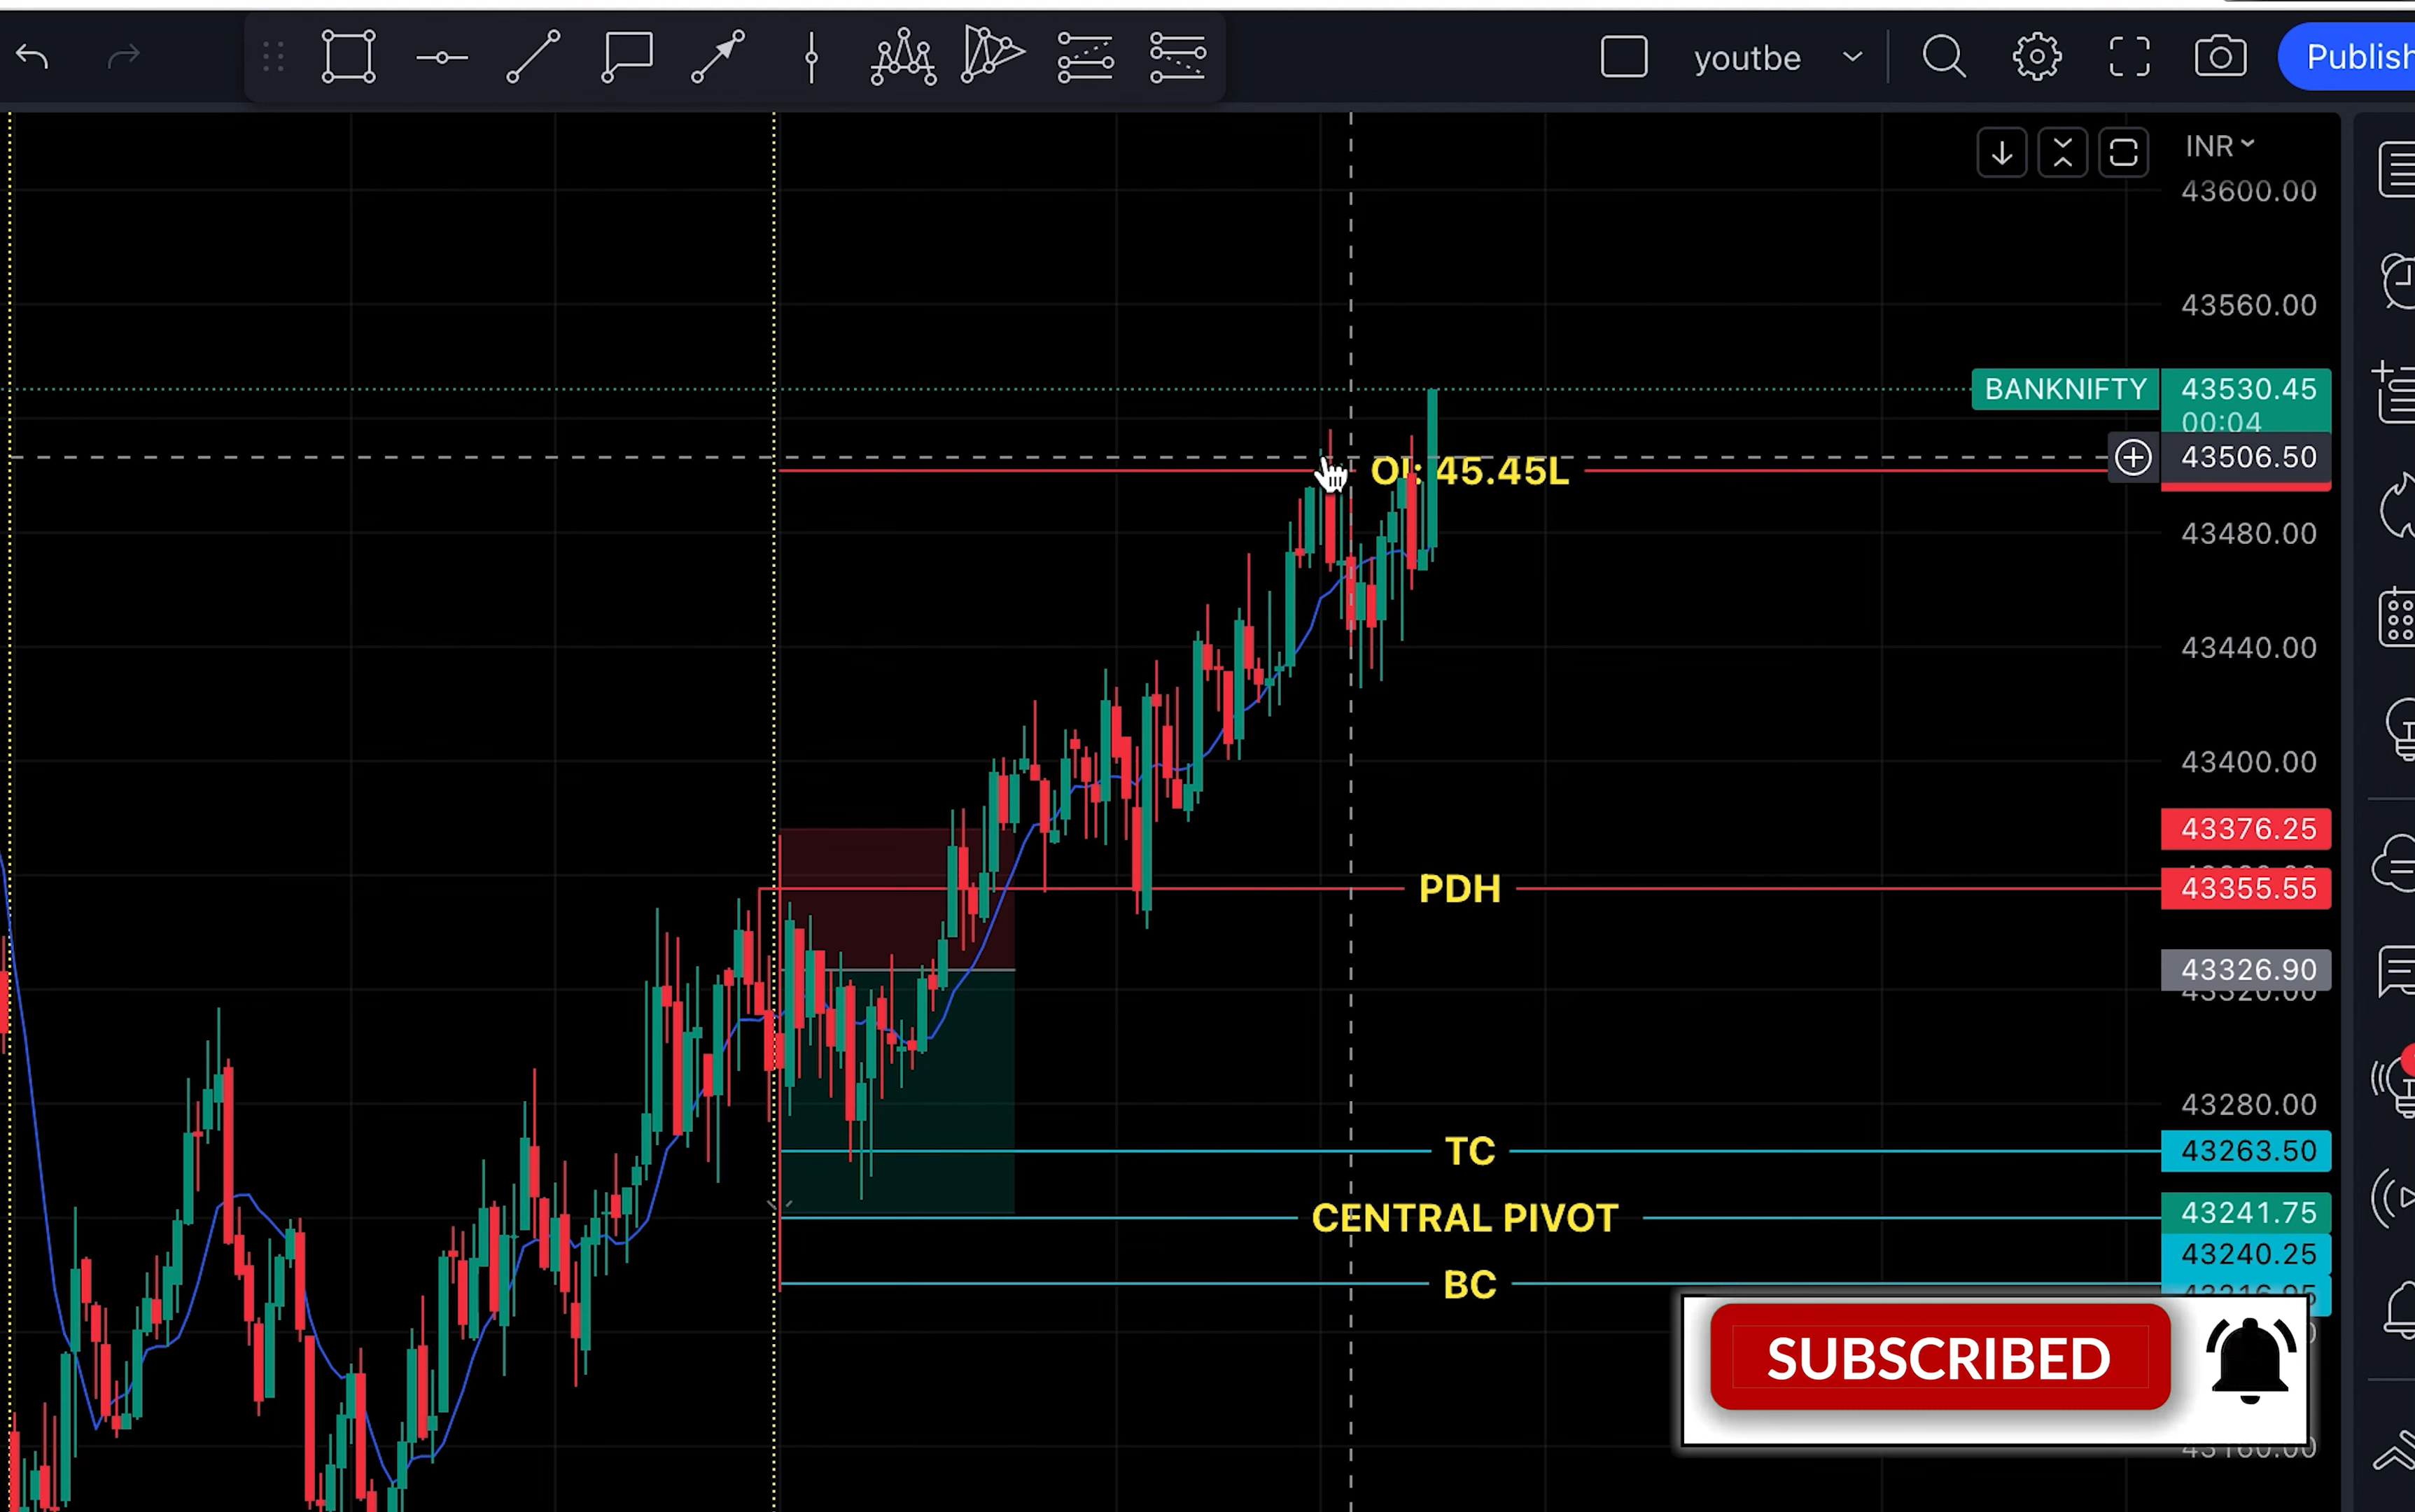 youtbe
Publish
INR
43600.00
43560.00
BANKNIFTY 43530.45
00:04
43506.50
OI: 45.45L
43480.00
43440.00
43400.00
43376.25
PDH 43355.55
43326.90
43320.00
43280.00
TC 43263.50
CENTRAL PIVOT 43241.75
43240.25
BC
SUBSCRIBED